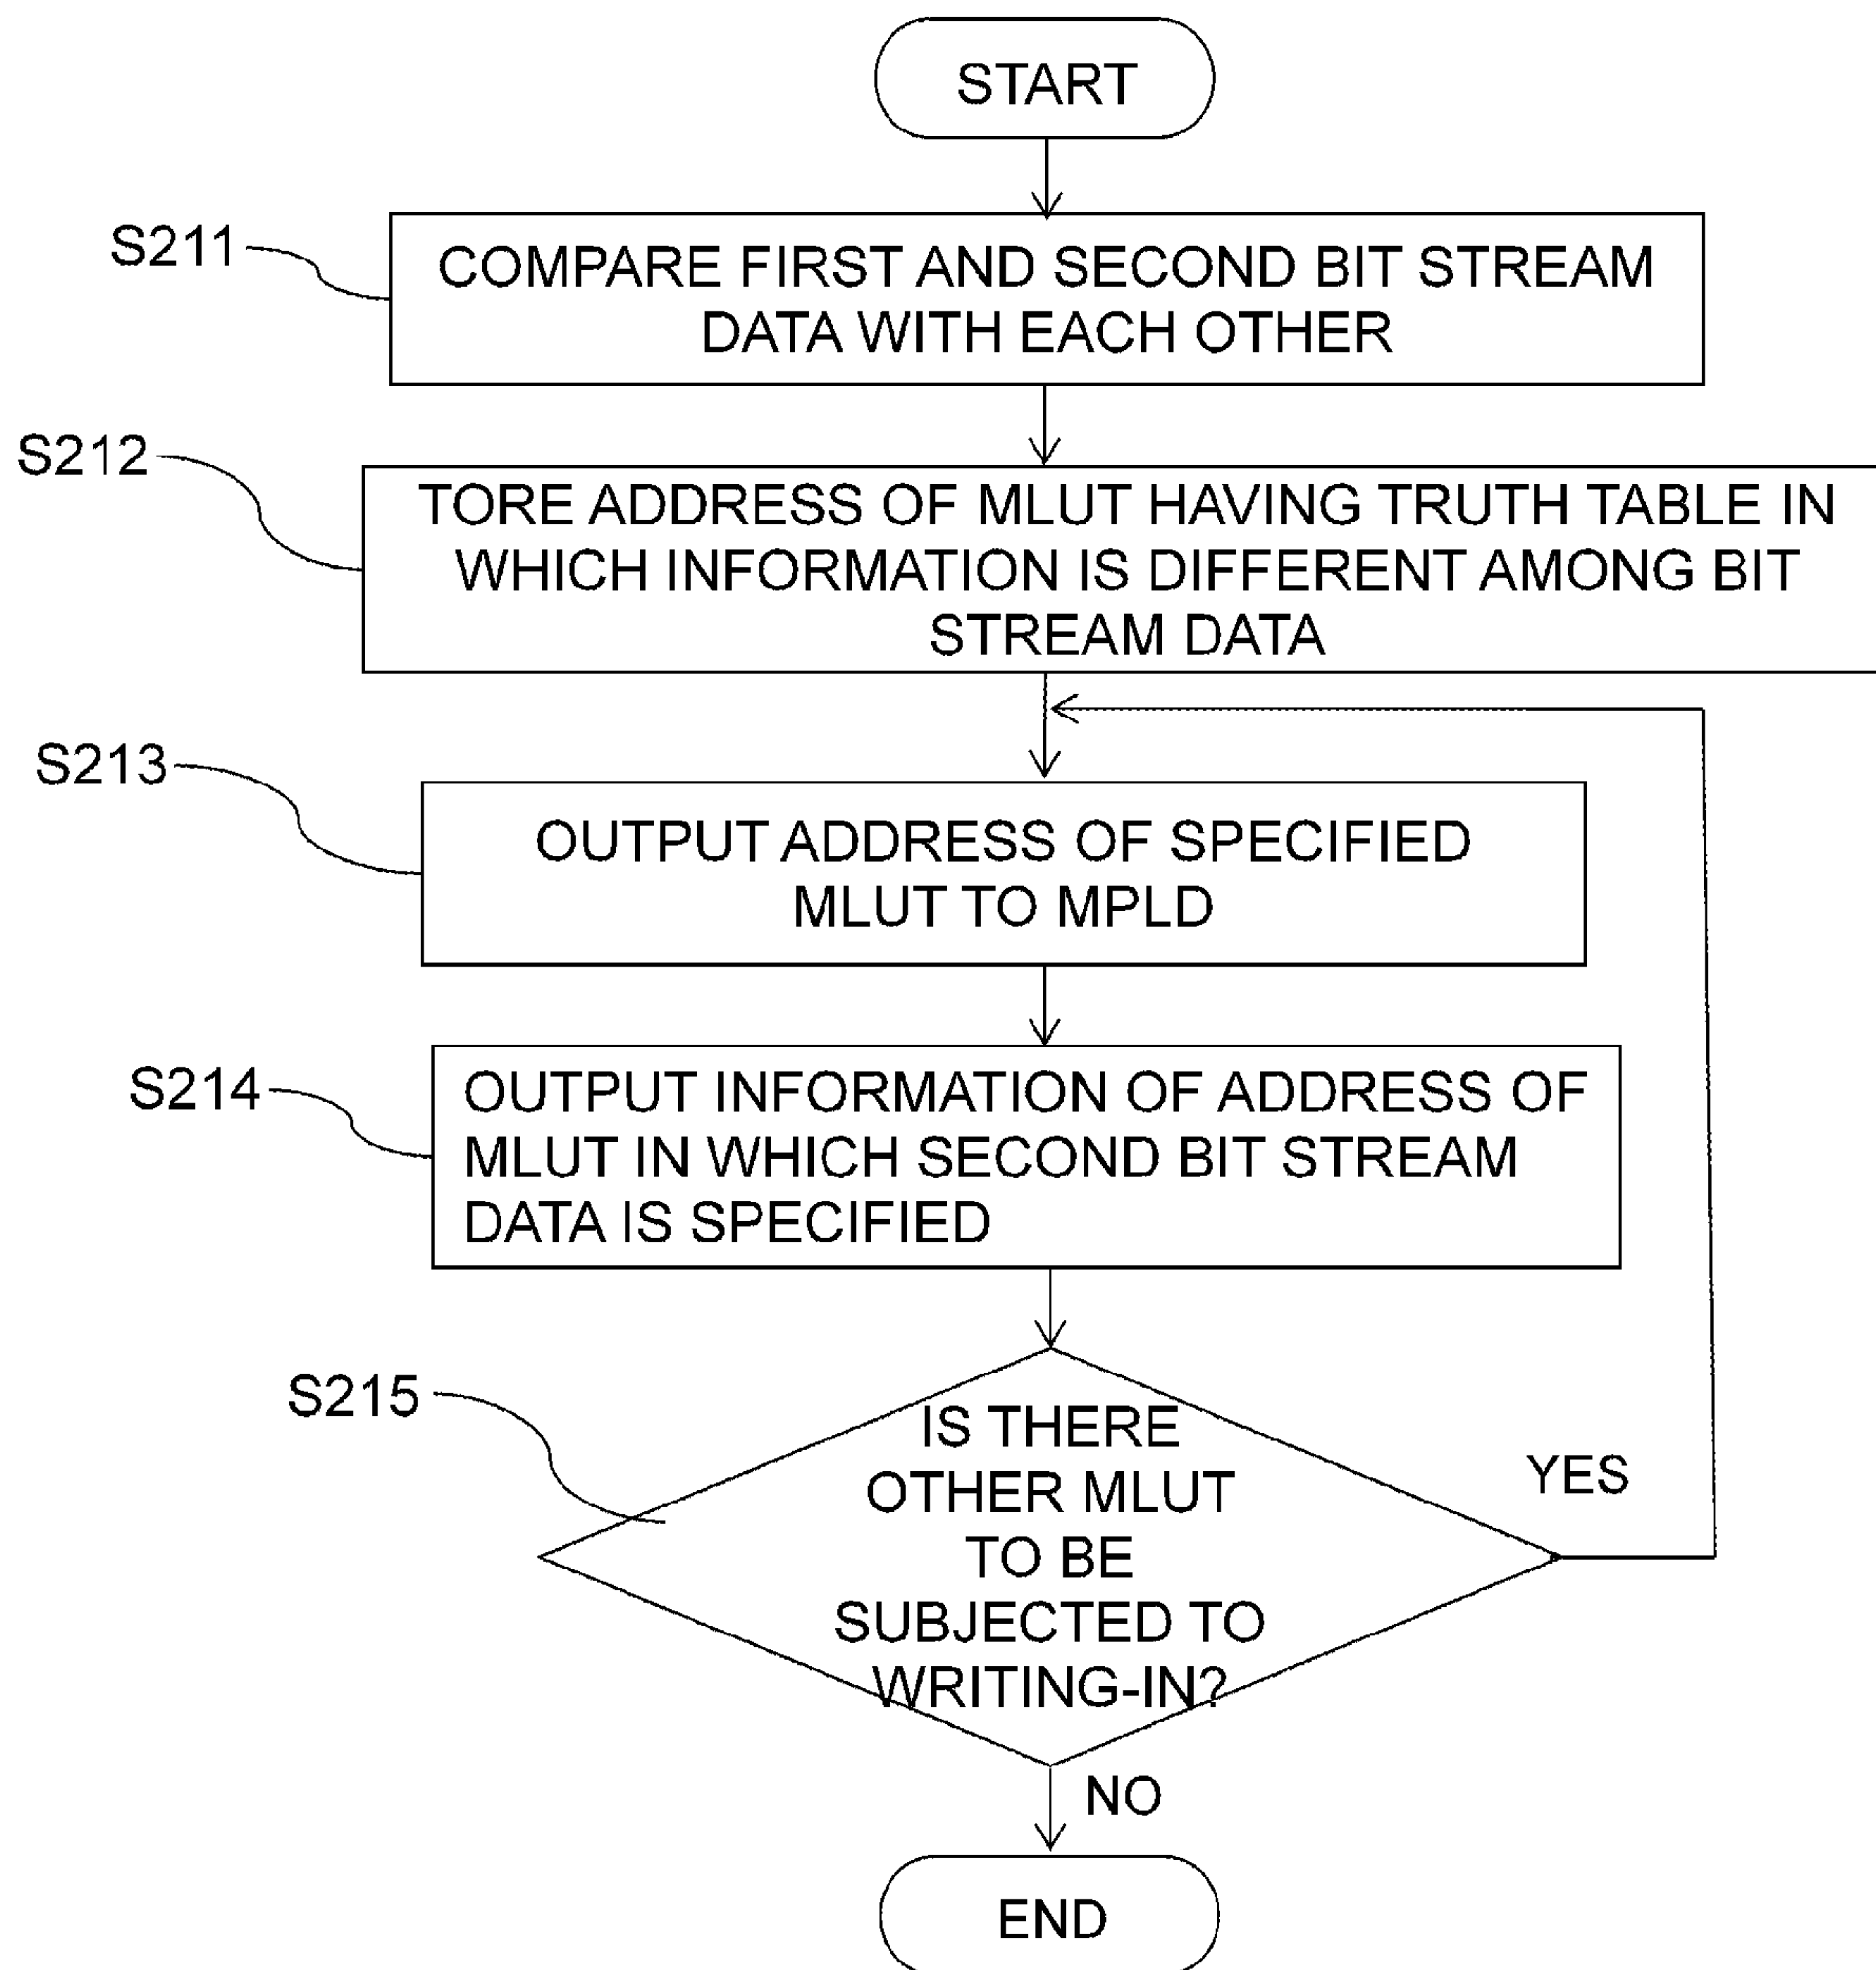 START
S211
COMPARE FIRST AND SECOND BIT STREAM
DATA WITH EACH OTHER
S212
TORE ADDRESS OF MLUT HAVING TRUTH TABLE IN
WHICH INFORMATION IS DIFFERENT AMONG BIT
STREAM DATA
S213
OUTPUT ADDRESS OF SPECIFIED
MLUT TO MPLD
S214
OUTPUT INFORMATION OF ADDRESS OF
MLUT IN WHICH SECOND BIT STREAM
DATA IS SPECIFIED
S215
IS THERE
OTHER MLUT
TO BE
SUBJECTED TO
WRITING-IN?
YES
NO
END